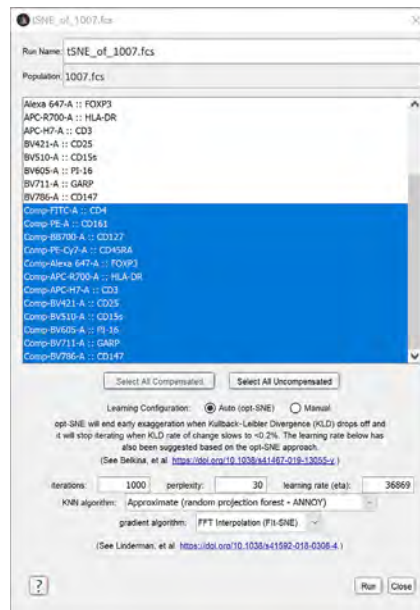 tSNE_of_1007.fcs
Run Name: tSNE_of_1007.fcs
Population: 1007.fcs
Alexa 647-A :: FOXP3
APC-R700-A :: HLA-DR
APC-H7-A :: CD3
BV421-A :: CD25
BV510-A :: CD15s
BV605-A :: PI-16
BV711-A :: GARP
BV786-A :: CD147
Comp-FITC-A :: CD4
Comp-PE-A :: CD161
Comp-BB700-A :: CD127
Comp-PE-Cy7-A :: CD45RA
Comp-Alexa 647-A :: FOXP3
Comp-APC-R700-A :: HLA-DR
Comp-APC-H7-A :: CD3
Comp-BV421-A :: CD25
Comp-BV510-A :: CD15s
Comp-BV605-A :: PI-16
Comp-BV711-A :: GARP
Comp-BV786-A :: CD147
Select All Compensated Select All Uncompensated
Learning Configuration: Auto (opt-SNE) Manual
opt-SNE will end early exaggeration when Kullback-Leibler Divergence (KLD) drops off and
it will stop iterating when KLD rate of change slows to <0.2%. The learning rate below has
also been suggested based on the opt-SNE approach.
(See Belkina, et al. https://doi.org/10.1038/s41467-019-13055-y.)
iterations: 1000 perplexity: 30 learning rate (eta): 36869
KNN algorithm: Approximate (random projection forest - ANNOY)
gradient algorithm: FFT Interpolation (FIt-SNE)
(See Linderman, et al. https://doi.org/10.1038/s41592-018-0308-4.)
? Run Close